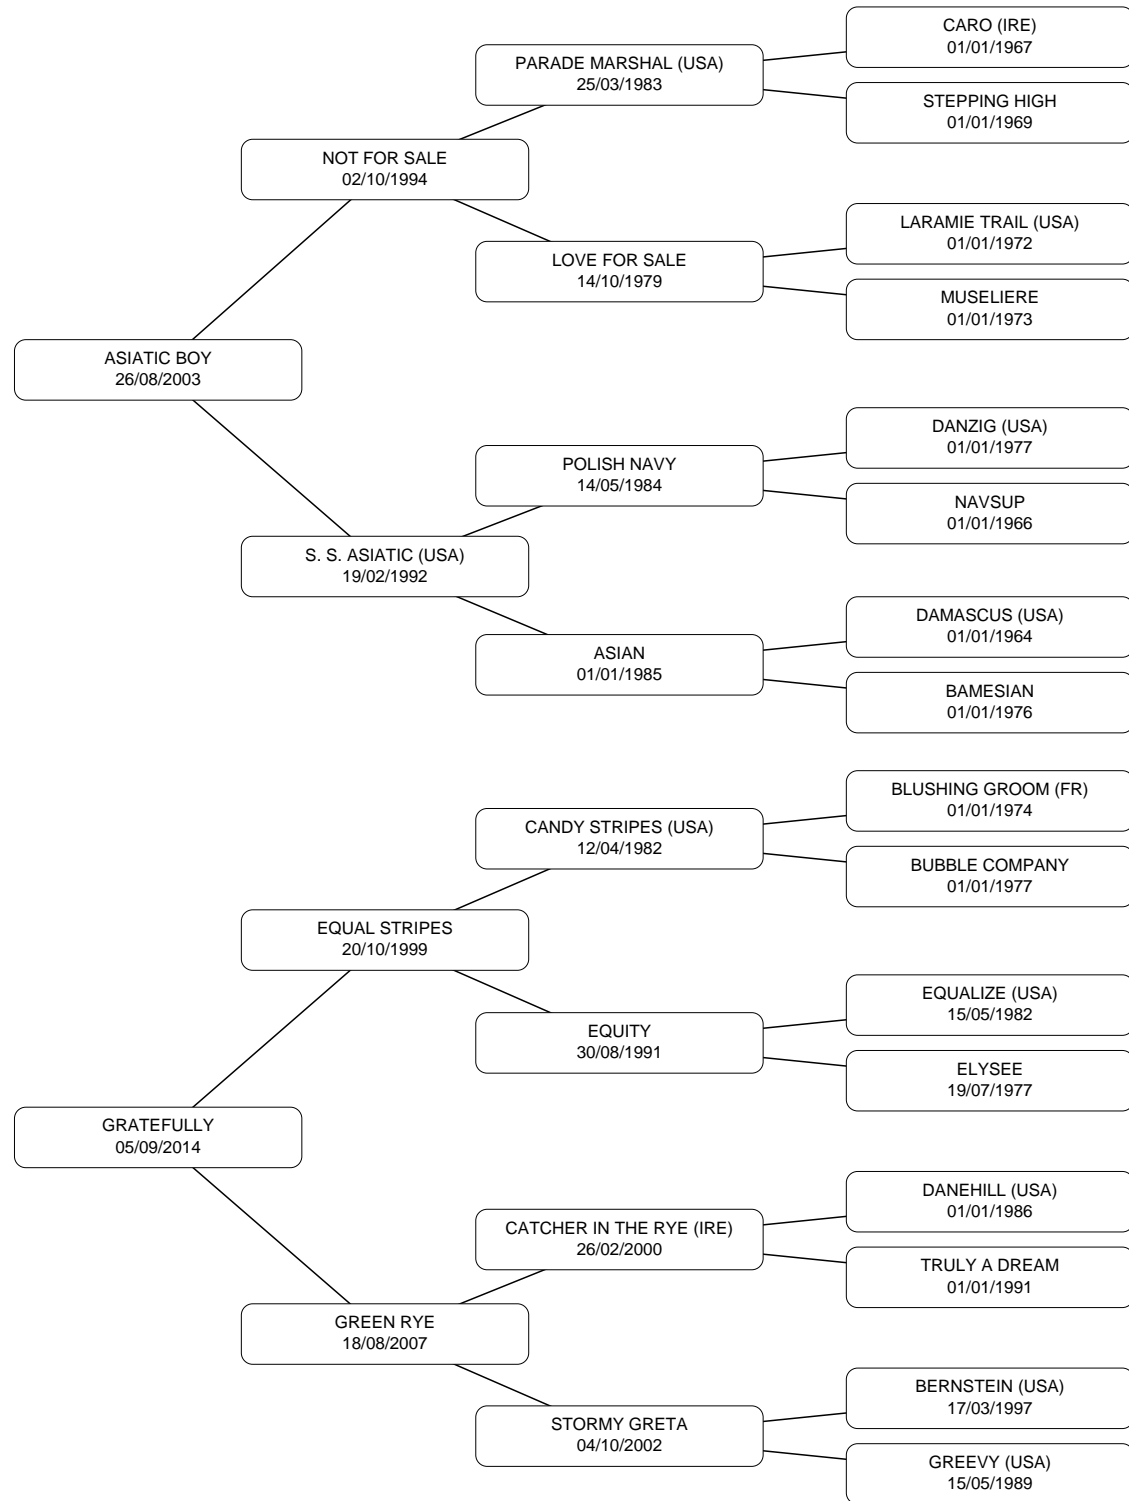 CARO (IRE)
01/01/1967
PARADE MARSHAL (USA)
25/03/1983
STEPPING HIGH
01/01/1969
NOT FOR SALE
02/10/1994
LARAMIE TRAIL (USA)
01/01/1972
LOVE FOR SALE
14/10/1979
MUSELIERE
01/01/1973
ASIATIC BOY
26/08/2003
DANZIG (USA)
01/01/1977
POLISH NAVY
14/05/1984
NAVSUP
01/01/1966
S. S. ASIATIC (USA)
19/02/1992
DAMASCUS (USA)
01/01/1964
ASIAN
01/01/1985
BAMESIAN
01/01/1976
BLUSHING GROOM (FR)
01/01/1974
CANDY STRIPES (USA)
12/04/1982
BUBBLE COMPANY
01/01/1977
EQUAL STRIPES
20/10/1999
EQUALIZE (USA)
15/05/1982
EQUITY
30/08/1991
ELYSEE
19/07/1977
GRATEFULLY
05/09/2014
DANEHILL (USA)
01/01/1986
CATCHER IN THE RYE (IRE)
26/02/2000
TRULY A DREAM
01/01/1991
GREEN RYE
18/08/2007
BERNSTEIN (USA)
17/03/1997
STORMY GRETA
04/10/2002
GREEVY (USA)
15/05/1989